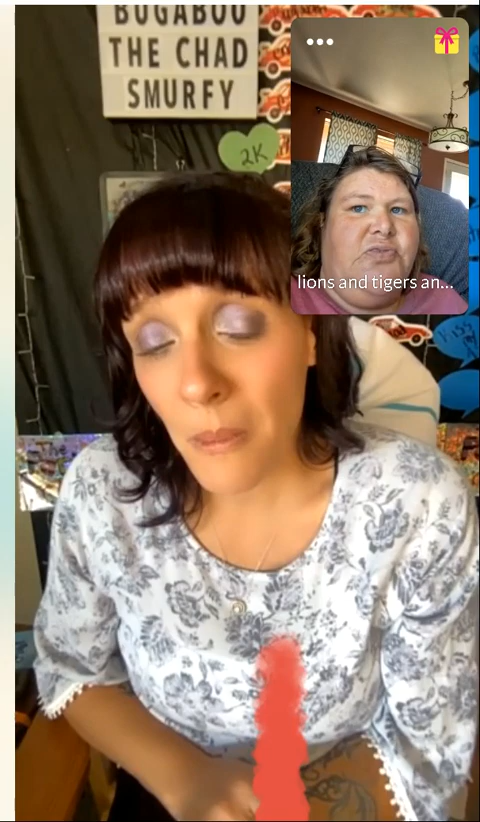 BUGABOO
THE CHAD
SMURFY
2K
lions and tigers an...